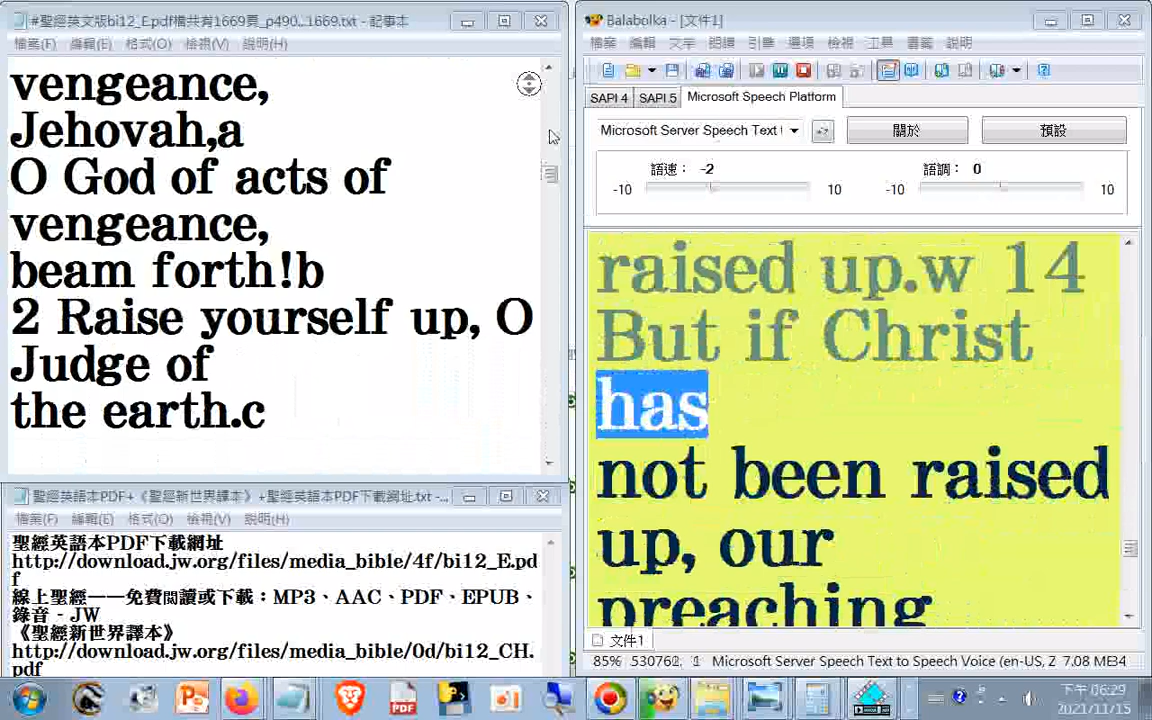 #聖經英文版bi12_E.pdf檔共有1669頁_p490...1669.txt - 記事本
檔案(F) 編輯(E) 格式(O) 檢視(V) 說明(H)
vengeance,
Jehovah,a
O God of acts of
vengeance,
beam forth!b
2 Raise yourself up, O
Judge of
the earth.c
聖經英語本PDF+《聖經新世界譯本》+聖經英語本PDF下載網址.txt - ...
檔案(F) 編輯(E) 格式(O) 檢視(V) 說明(H)
聖經英語本PDF下載網址
http://download.jw.org/files/media_bible/4f/bi12_E.pd
f
線上聖經——免費閱讀或下載：MP3、AAC、PDF、EPUB、
錄音 - JW
《聖經新世界譯本》
http://download.jw.org/files/media_bible/0d/bi12_CH.
pdf
Balabolka - [文件1]
檔案 編輯 文字 朗讀 引擎 選項 檢視 工具 書籤 說明
SAPI 4 SAPI 5 Microsoft Speech Platform
Microsoft Server Speech Text
關於 預設
語速： -2 語調： 0
-10 10 -10 10
raised up.w 14
But if Christ
has
not been raised
up, our
preaching
文件1
85% 530762, 1 Microsoft Server Speech Text to Speech Voice (en-US, Z 7.08 MB34
PDF
下午 06:29
2021/11/15